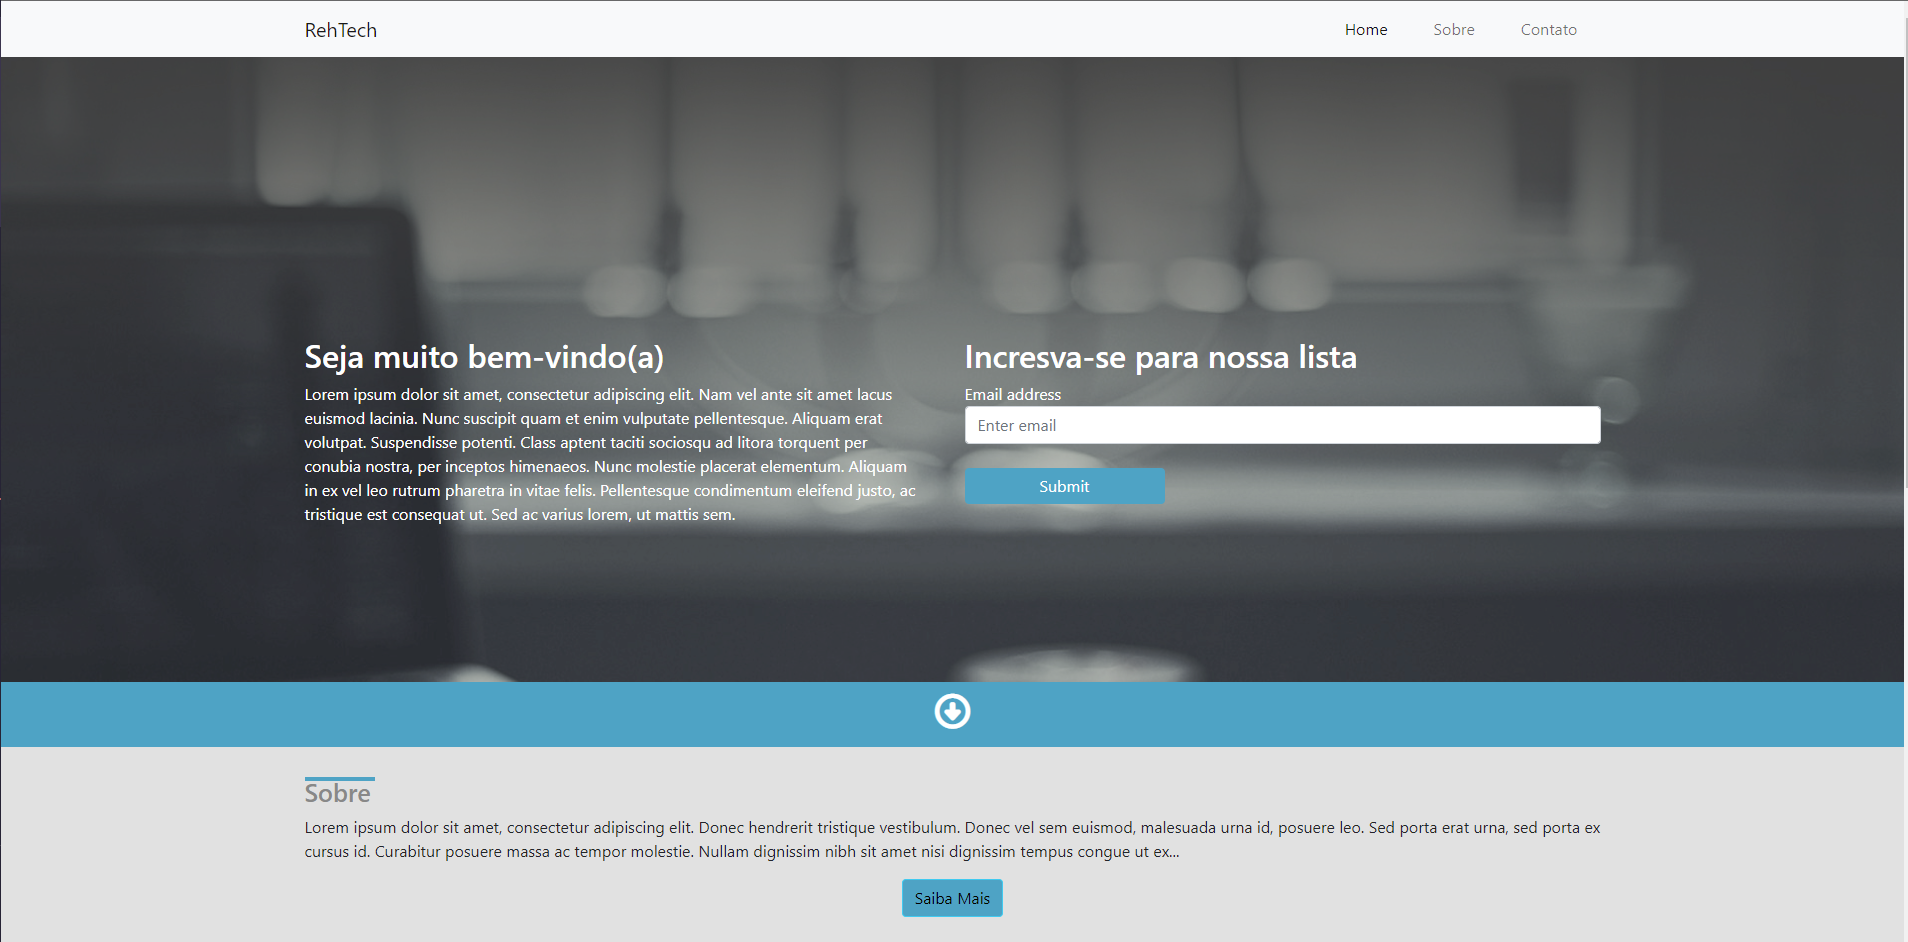 RehTech
Home Sobre Contato
Seja muito bem-vindo(a)
Lorem ipsum dolor sit amet, consectetur adipiscing elit. Nam vel ante sit amet lacus
euismod lacinia. Nunc suscipit quam et enim vulputate pellentesque. Aliquam erat
volutpat. Suspendisse potenti. Class aptent taciti sociosqu ad litora torquent per
conubia nostra, per inceptos himenaeos. Nunc molestie placerat elementum. Aliquam
in ex vel leo rutrum pharetra in vitae felis. Pellentesque condimentum eleifend justo, ac
tristique est consequat ut. Sed ac varius lorem, ut mattis sem.
Incresva-se para nossa lista
Email address
Enter email
Submit
Sobre
Lorem ipsum dolor sit amet, consectetur adipiscing elit. Donec hendrerit tristique vestibulum. Donec vel sem euismod, malesuada urna id, posuere leo. Sed porta erat urna, sed porta ex
cursus id. Curabitur posuere massa ac tempor molestie. Nullam dignissim nibh sit amet nisi dignissim tempus congue ut ex...
Saiba Mais